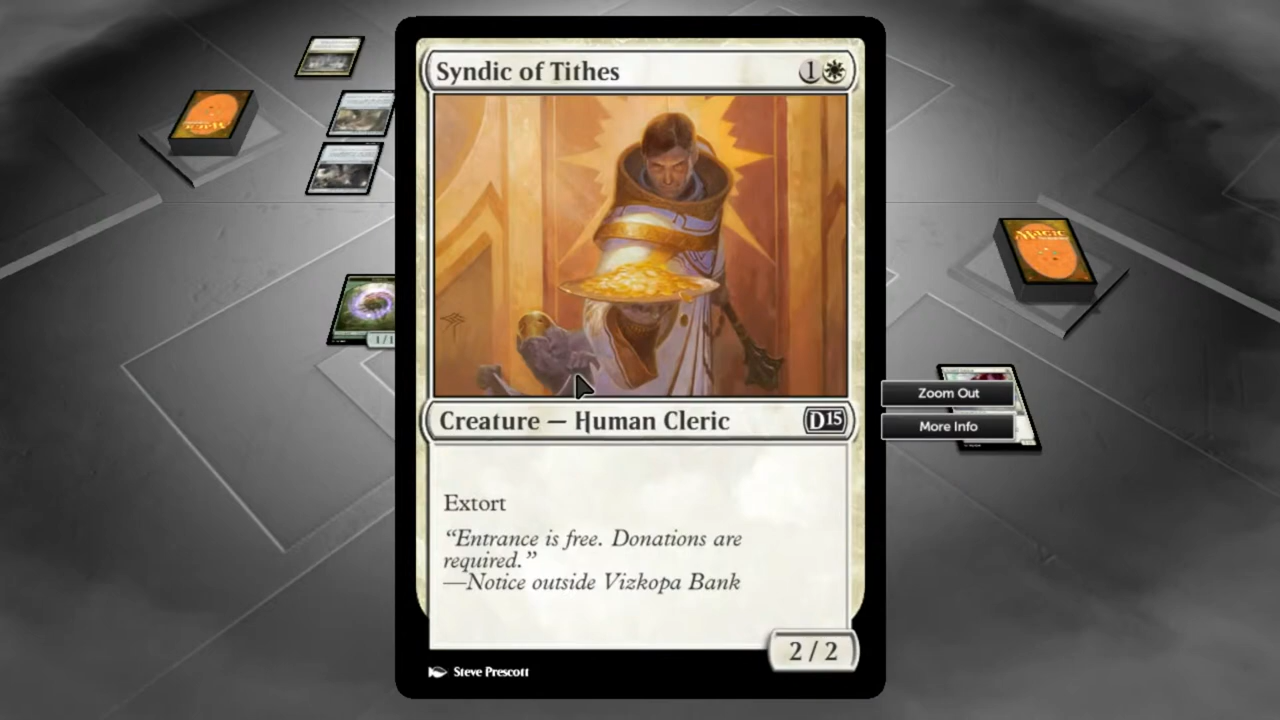 Syndic of Tithes 1
Creature — Human Cleric D15
Extort
“Entrance is free. Donations are
required.”
—Notice outside Vizkopa Bank
2 / 2
Steve Prescott
1/1
Magic
Zoom Out
More Info